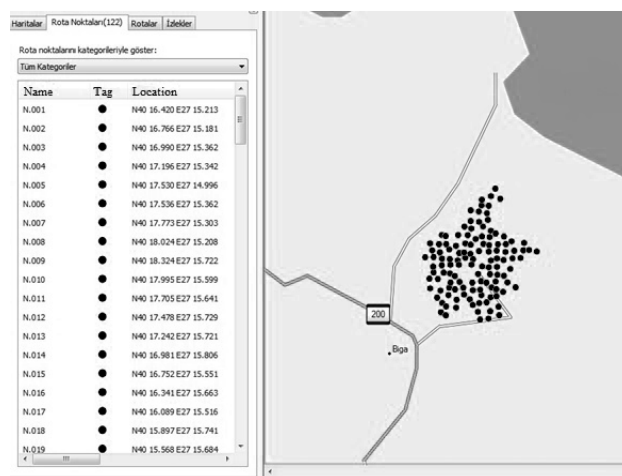 Haritalar Rota Noktaları(122) Rotalar İzlekler
Rota noktalarını kategorileriyle göster:
Tüm Kategoriler
Name Tag Location
N.001 N40 16.420 E27 15.213
N.002 N40 16.766 E27 15.181
N.003 N40 16.990 E27 15.362
N.004 N40 17.196 E27 15.342
N.005 N40 17.530 E27 14.996
N.006 N40 17.536 E27 15.362
N.007 N40 17.773 E27 15.303
N.008 N40 18.024 E27 15.208
N.009 N40 18.324 E27 15.722
N.010 N40 17.995 E27 15.599
N.011 N40 17.705 E27 15.641
N.012 N40 17.478 E27 15.729
N.013 N40 17.242 E27 15.721
N.014 N40 16.981 E27 15.806
N.015 N40 16.752 E27 15.551
N.016 N40 16.341 E27 15.663
N.017 N40 16.089 E27 15.516
N.018 N40 15.897 E27 15.741
N.019 N40 15.568 E27 15.684
200
Biga